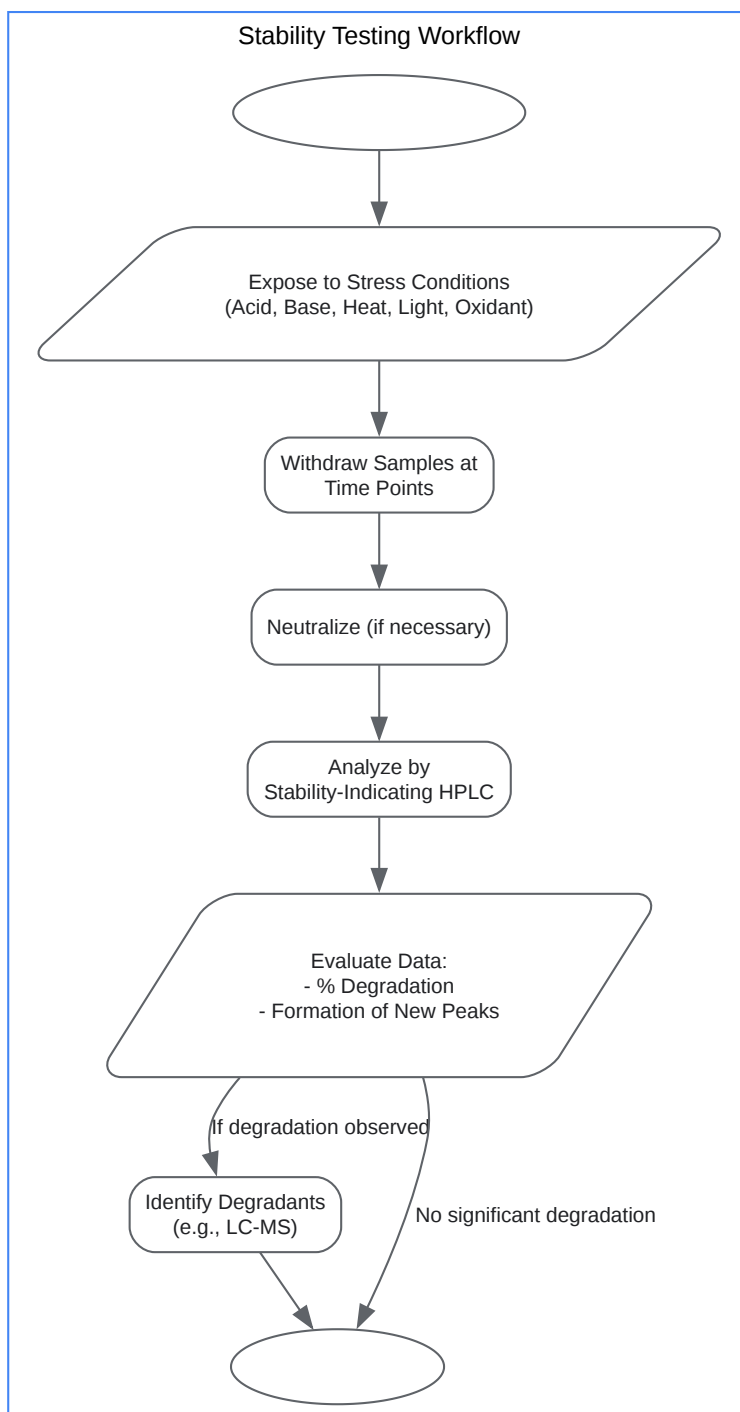 Stability Testing Workflow
Expose to Stress Conditions
(Acid, Base, Heat, Light, Oxidant)
Withdraw Samples at
Time Points
Neutralize (if necessary)
Analyze by
Stability-Indicating HPLC
Evaluate Data:
- % Degradation
- Formation of New Peaks
If degradation observed
Identify Degradants
(e.g., LC-MS)
No significant degradation